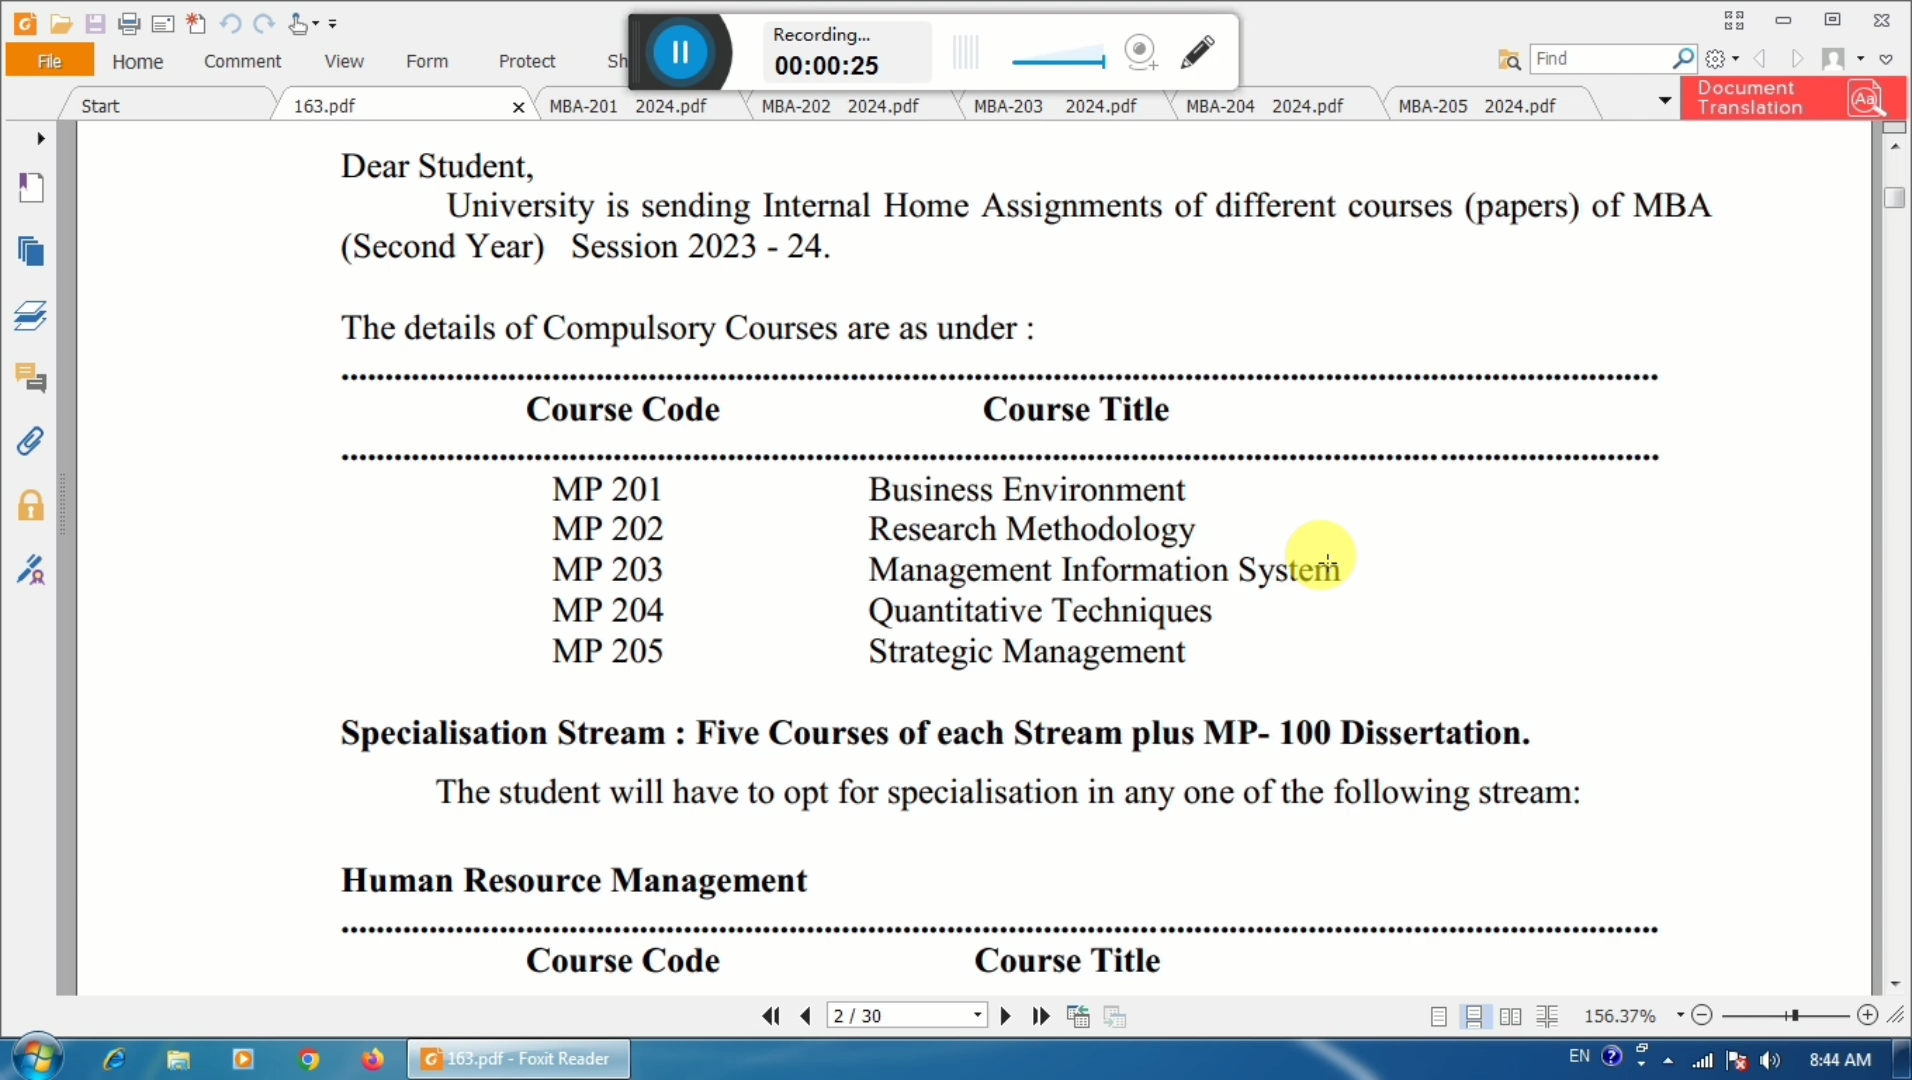 Recording...
00:00:25
File Home Comment View Form Protect Sh
Find
Start 163.pdf MBA-201 2024.pdf MBA-202 2024.pdf MBA-203 2024.pdf MBA-204 2024.pdf MBA-205 2024.pdf
Document
Translation
Dear Student,
University is sending Internal Home Assignments of different courses (papers) of MBA
(Second Year) Session 2023 - 24.
The details of Compulsory Courses are as under :
Course Code Course Title
MP 201 Business Environment
MP 202 Research Methodology
MP 203 Management Information System
MP 204 Quantitative Techniques
MP 205 Strategic Management
Specialisation Stream : Five Courses of each Stream plus MP- 100 Dissertation.
The student will have to opt for specialisation in any one of the following stream:
Human Resource Management
Course Code Course Title
2 / 30 156.37%
163.pdf - Foxit Reader EN 8:44 AM